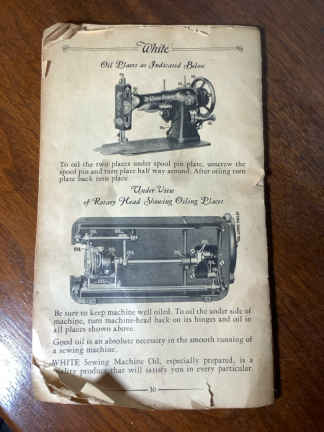 White
Oil Places as Indicated Below
To oil the two places under spool pin plate, unscrew the
spool pin and turn plate half way around. After oiling turn
plate back into place.
Under View
of Rotary Head Showing Oiling Places
Be sure to keep machine well oiled. To oil the under side of
machine, turn machine-head back on its hinges and oil in
all places shown above.
Good oil is an absolute necessity in the smooth running of
a sewing machine.
WHITE Sewing Machine Oil, especially prepared, is a
product that will satisfy you in every particular.